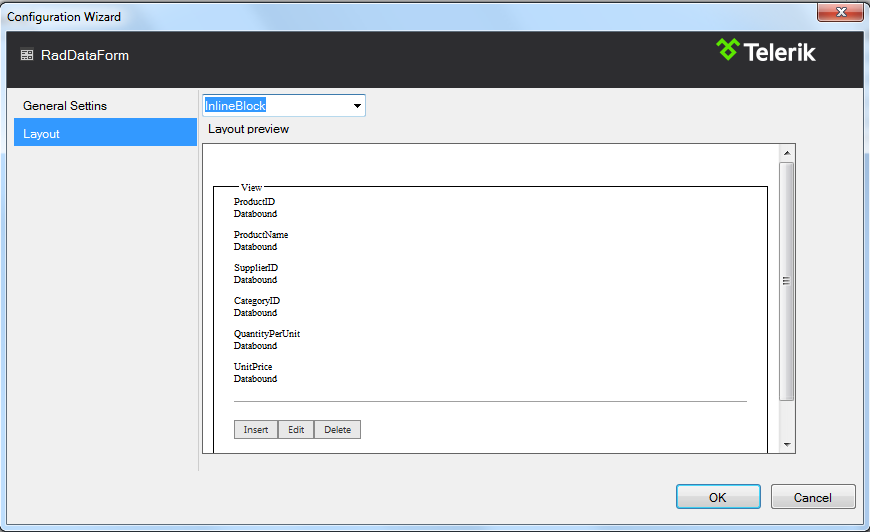 Configuration Wizard
RadDataForm
Telerik
General Settins
Layout
InlineBlock
Layout preview
View
ProductID
Databound
ProductName
Databound
SupplierID
Databound
CategoryID
Databound
QuantityPerUnit
Databound
UnitPrice
Databound
Insert Edit Delete
OK Cancel